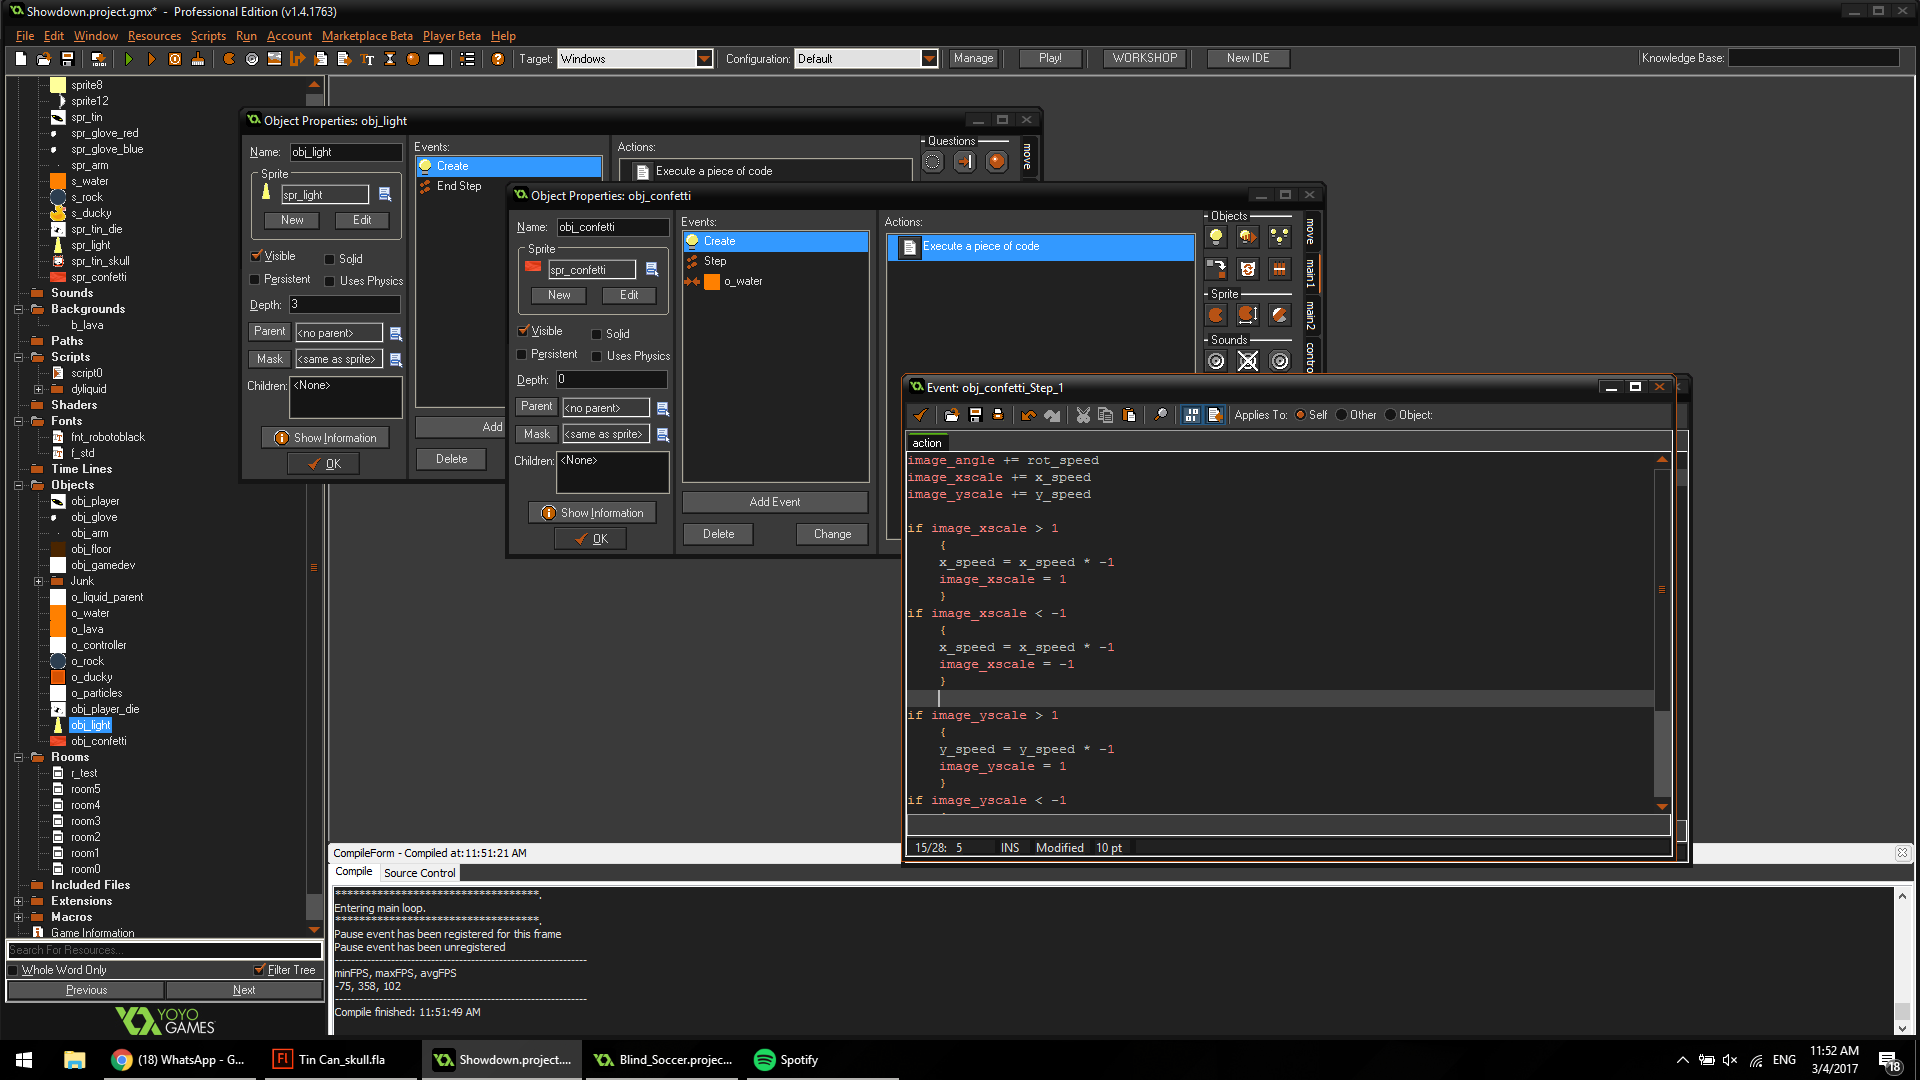 Showdown.project.gmx* - Professional Edition (v1.4.1763)
File Edit Window Resources Scripts Run Account Marketplace Beta Player Beta Help
Target: Windows Configuration: Default Manage Play! WORKSHOP New IDE Knowledge Base:
sprite8
sprite12
spr_tin
spr_glove_red
spr_glove_blue
spr_arm
s_water
s_rock
s_ducky
spr_tin_die
spr_light
spr_tin_skull
spr_confetti
Sounds
Backgrounds
b_lava
Paths
Scripts
script0
dyliquid
Shaders
Fonts
fnt_robotoblack
f_std
Time Lines
Objects
obj_player
obj_glove
obj_arm
obj_floor
obj_gamedev
Junk
o_liquid_parent
o_water
o_lava
o_controller
o_rock
o_ducky
o_particles
obj_player_die
obj_light
obj_confetti
Rooms
r_test
room5
room4
room3
room2
room1
room0
Included Files
Extensions
Macros
Game Information
Search For Resources...
Whole Word Only Filter Tree
Previous Next
YOYO
GAMES
Object Properties: obj_light
Name: obj_light
Sprite
spr_light
New Edit
Visible Solid
Persistent Uses Physics
Depth: 3
Parent <no parent>
Mask <same as sprite>
Children: <None>
Show Information
OK
Events:
Create
End Step
Add
Delete
Actions:
Execute a piece of code
Questions
move
Object Properties: obj_confetti
Name: obj_confetti
Sprite
spr_confetti
New Edit
Visible Solid
Persistent Uses Physics
Depth: 0
Parent <no parent>
Mask <same as sprite>
Children: <None>
Show Information
OK
Events:
Create
Step
o_water
Add Event
Delete Change
Actions:
Execute a piece of code
Objects
Sprite
Sounds
move
main1
main2
contro
Event: obj_confetti_Step_1
Applies To: Self Other Object:
action
image_angle += rot_speed
image_xscale += x_speed
image_yscale += y_speed
if image_xscale > 1
{
x_speed = x_speed * -1
image_xscale = 1
}
if image_xscale < -1
{
x_speed = x_speed * -1
image_xscale = -1
}
if image_yscale > 1
{
y_speed = y_speed * -1
image_yscale = 1
}
if image_yscale < -1
15/28: 5 INS Modified 10 pt
CompileForm - Compiled at:11:51:21 AM
Compile Source Control
Entering main loop.
Pause event has been registered for this frame
Pause event has been unregistered
minFPS, maxFPS, avgFPS
-75, 358, 102
Compile finished: 11:51:49 AM
(18) WhatsApp - G...
Tin Can_skull.fla
Showdown.project....
Blind_Soccer.projec...
Spotify
ENG
11:52 AM
3/4/2017
18